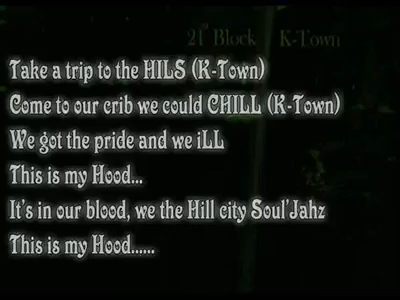 21st Block K-Town
Take a trip to the HILS (K-Town)
Come to our crib we could CHILL (K-Town)
We got the pride and we iLL
This is my Hood...
It's in our blood, we the Hill city Soul'Jahz
This is my Hood......